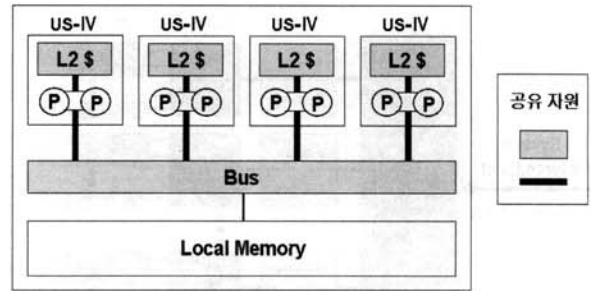 US-IV US-IV US-IV US-IV
L2 $ L2 $ L2 $ L2 $
P P P P P P P P
공유 자원
Bus
Local Memory